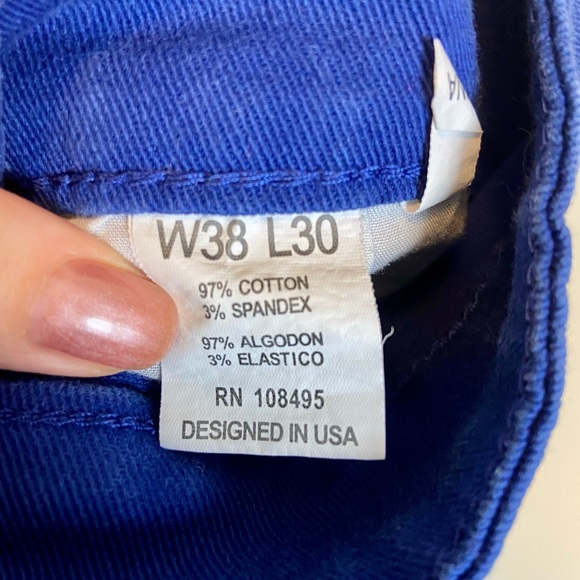 W38 L30
97% COTTON
3% SPANDEX
97% ALGODON
3% ELASTICO
RN 108495
DESIGNED IN USA